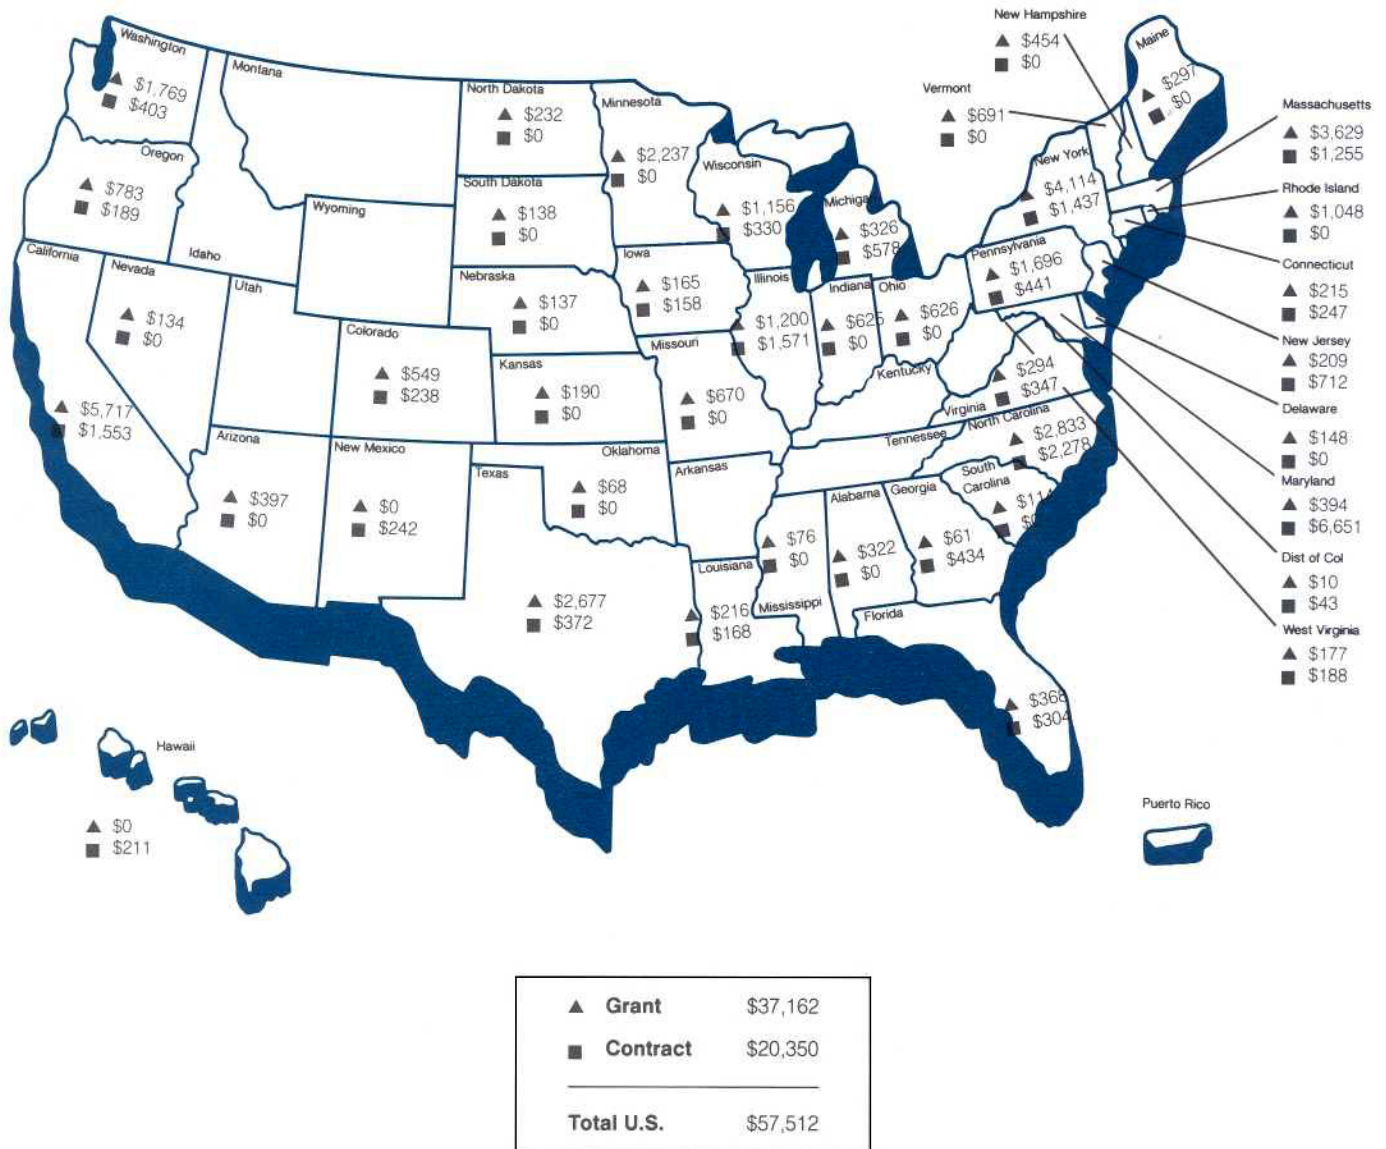 New Hampshire
▲ $454
■ $0
Vermont
▲ $691
■ $0
Maine
▲ $297
■ $0
Massachusetts
▲ $3,629
■ $1,255
Rhode Island
▲ $1,048
■ $0
Connecticut
▲ $215
■ $247
New Jersey
▲ $209
■ $712
Delaware
▲ $148
■ $0
Maryland
▲ $394
■ $6,651
Dist of Col
▲ $10
■ $43
West Virginia
▲ $177
■ $188
Washington
▲ $1,769
■ $403
Oregon
▲ $783
■ $189
California
▲ $5,717
■ $1,553
Nevada
▲ $134
■ $0
Idaho
Montana
Wyoming
Utah
Colorado
▲ $549
■ $238
Arizona
▲ $397
■ $0
New Mexico
▲ $0
■ $242
North Dakota
▲ $232
■ $0
South Dakota
▲ $138
■ $0
Nebraska
▲ $137
■ $0
Kansas
▲ $190
■ $0
Oklahoma
▲ $68
■ $0
Texas
▲ $2,677
■ $372
Minnesota
▲ $2,237
■ $0
Iowa
▲ $165
■ $158
Missouri
▲ $670
■ $0
Arkansas
Louisiana
▲ $216
■ $168
Wisconsin
▲ $1,156
■ $330
Illinois
▲ $1,200
■ $1,571
Michigan
▲ $326
■ $578
Indiana
▲ $625
■ $0
Ohio
▲ $626
■ $0
Kentucky
Tennessee
Mississippi
▲ $76
■ $0
Alabama
▲ $322
■ $0
Georgia
▲ $61
■ $434
Florida
▲ $368
■ $304
South
Carolina
▲ $114
■ $0
North Carolina
▲ $2,833
■ $2,278
Virginia
▲ $294
■ $347
Pennsylvania
▲ $1,696
■ $441
New York
▲ $4,114
■ $1,437
Hawaii
▲ $0
■ $211
Puerto Rico
▲ Grant $37,162
■ Contract $20,350
Total U.S. $57,512